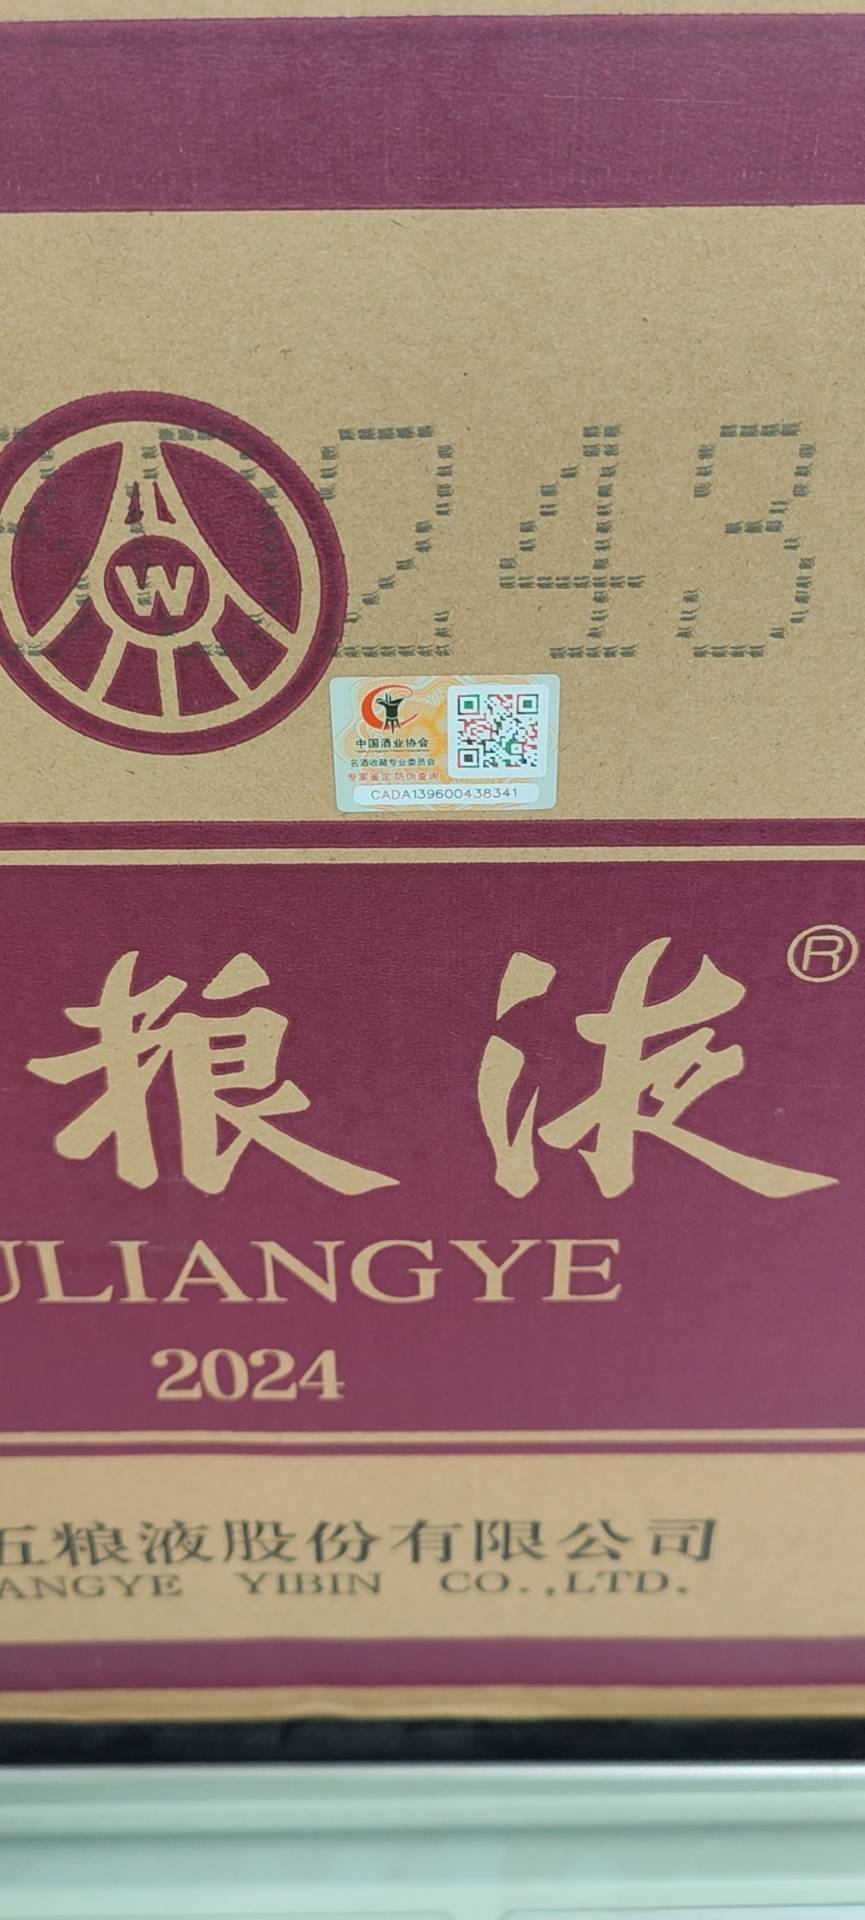 243
W
中国酒业协会
名酒收藏专业委员会
专家鉴定 防伪查询
CADA139600438341
粮液®
ULIANGYE
2024
五粮液股份有限公司
ANGYE YIBIN CO.,LTD.